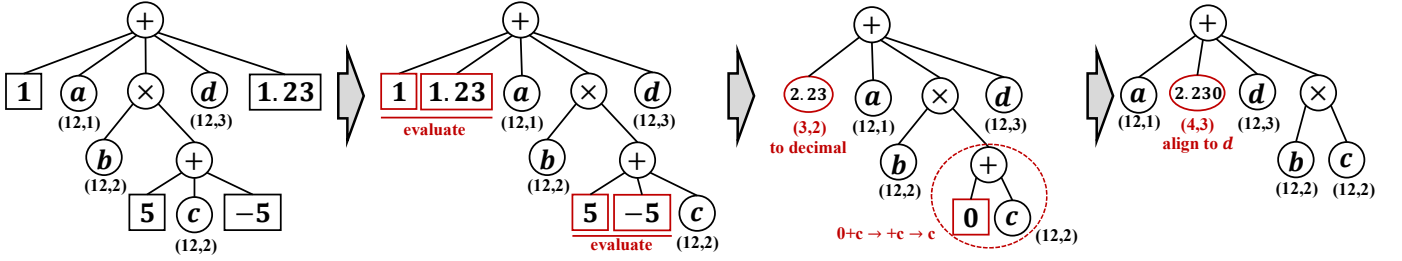 +
1 a × d 1.23
(12,1) (12,3)
b +
(12,2)
5 c −5
(12,2)
+
1 1.23 a × d
evaluate (12,1) (12,3)
b +
(12,2)
5 −5 c
evaluate (12,2)
+
2.23 a × d
(3,2) (12,1) (12,3)
to decimal
b +
(12,2)
0 c
0+c → +c → c (12,2)
+
a 2.230 d ×
(12,1) (4,3) (12,3)
align to d
b c
(12,2) (12,2)